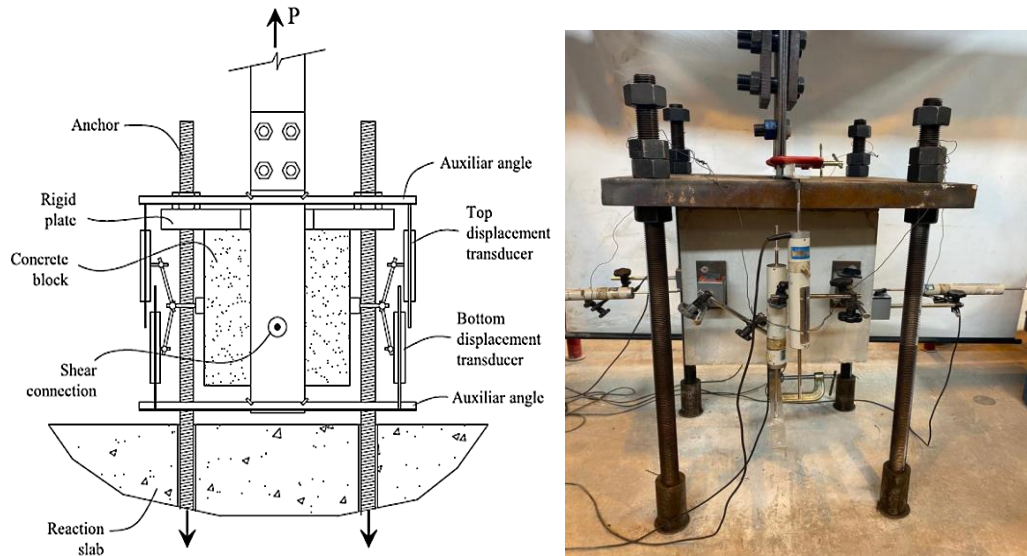 P
Anchor
Auxiliar angle
Rigid
plate
Top
displacement
transducer
Concrete
block
Bottom
displacement
transducer
Shear
connection
Auxiliar angle
Reaction
slab